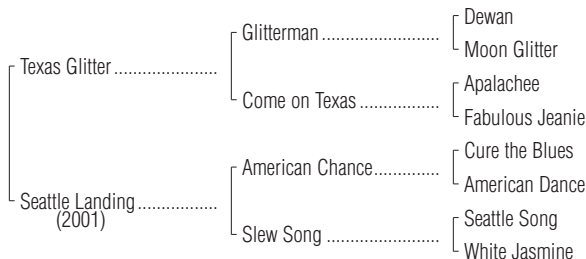 Dewan
Glitterman
Moon Glitter
Texas Glitter
Apalachee
Come on Texas
Fabulous Jeanie
Cure the Blues
American Chance
American Dance
Seattle Landing
(2001)
Seattle Song
Slew Song
White Jasmine